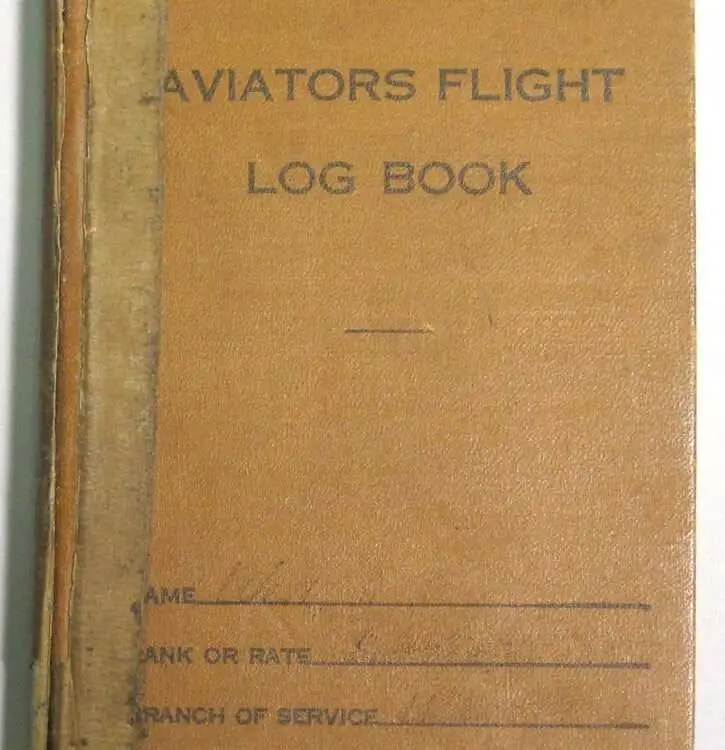 AVIATORS FLIGHT
LOG BOOK
AME
ANK OR RATE
RANCH OF SERVICE